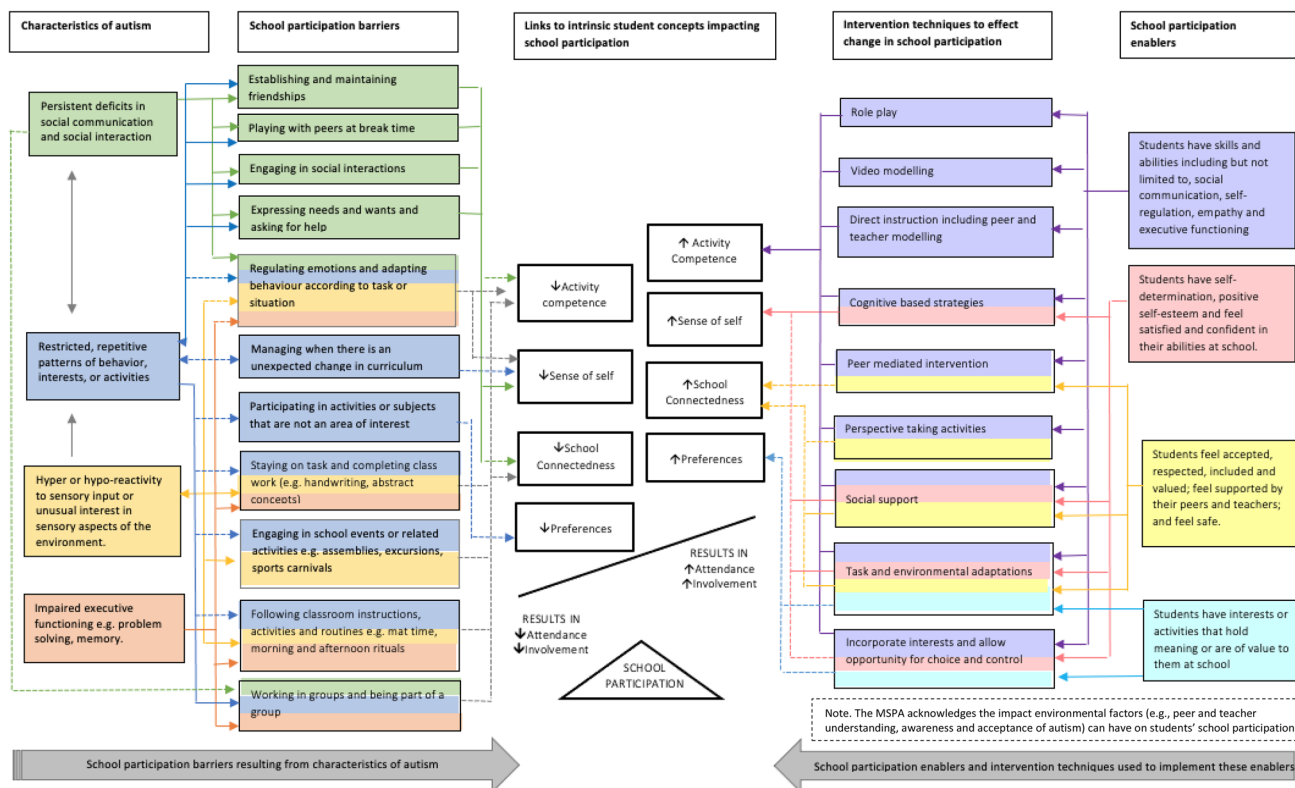 Characteristics of autism
School participation barriers
Links to intrinsic student concepts impacting
school participation
Intervention techniques to effect
change in school participation
School participation
enablers
Persistent deficits in
social communication
and social interaction
Restricted, repetitive
patterns of behavior,
interests, or activities
Hyper or hypo-reactivity
to sensory input or
unusual interest in
sensory aspects of the
environment.
Impaired executive
functioning e.g. problem
solving, memory.
Establishing and maintaining
friendships
Playing with peers at break time
Engaging in social interactions
Expressing needs and wants and
asking for help
Regulating emotions and adapting
behaviour according to task or
situation
Managing when there is an
unexpected change in curriculum
Participating in activities or subjects
that are not an area of interest
Staying on task and completing class
work (e.g. handwriting, abstract
concepts)
Engaging in school events or related
activities e.g. assemblies, excursions,
sports carnivals
Following classroom instructions,
activities and routines e.g. mat time,
morning and afternoon rituals
Working in groups and being part of a
group
↓Activity
competence
↓Sense of self
↓School
Connectedness
↓Preferences
↑ Activity
Competence
↑Sense of self
↑School
Connectedness
↑Preferences
RESULTS IN
↑Attendance
↑Involvement
RESULTS IN
↓Attendance
↓Involvement
SCHOOL
PARTICIPATION
Role play
Video modelling
Direct instruction including peer and
teacher modelling
Cognitive based strategies
Peer mediated intervention
Perspective taking activities
Social support
Task and environmental adaptations
Incorporate interests and allow
opportunity for choice and control
Students have skills and
abilities including but not
limited to, social
communication, self-
regulation, empathy and
executive functioning
Students have self-
determination, positive
self-esteem and feel
satisfied and confident in
their abilities at school.
Students feel accepted,
respected, included and
valued; feel supported by
their peers and teachers;
and feel safe.
Students have interests or
activities that hold
meaning or are of value to
them at school
Note. The MSPA acknowledges the impact environmental factors (e.g., peer and teacher
understanding, awareness and acceptance of autism) can have on students' school participation
School participation barriers resulting from characteristics of autism
School participation enablers and intervention techniques used to implement these enablers